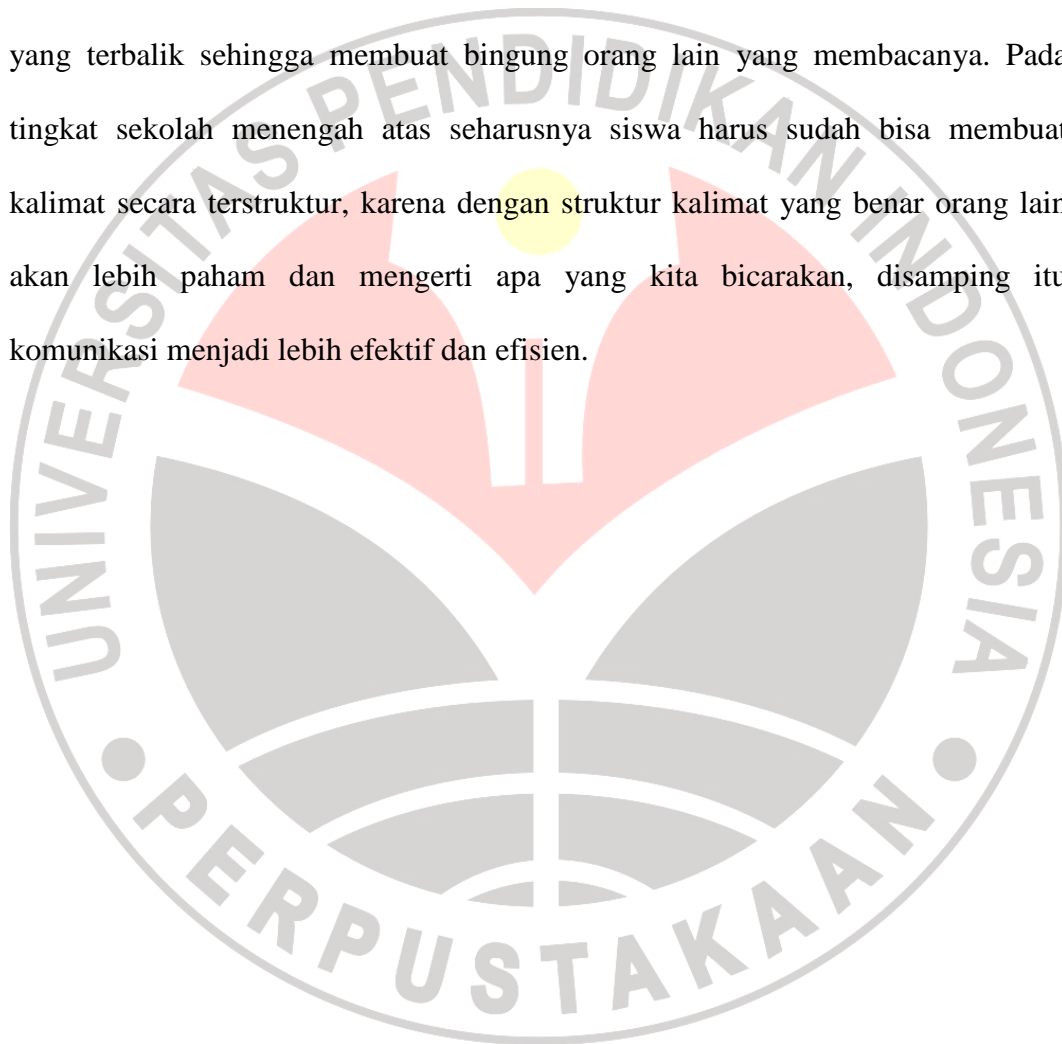 yang terbalik sehingga membuat bingung orang lain yang membacanya. Pada
tingkat sekolah menengah atas seharusnya siswa harus sudah bisa membuat
kalimat secara terstruktur, karena dengan struktur kalimat yang benar orang lain
akan lebih paham dan mengerti apa yang kita bicarakan, disamping itu
komunikasi menjadi lebih efektif dan efisien.
UNIVERSITAS PENDIDIKAN INDONESIA
PERPUSTAKAAN